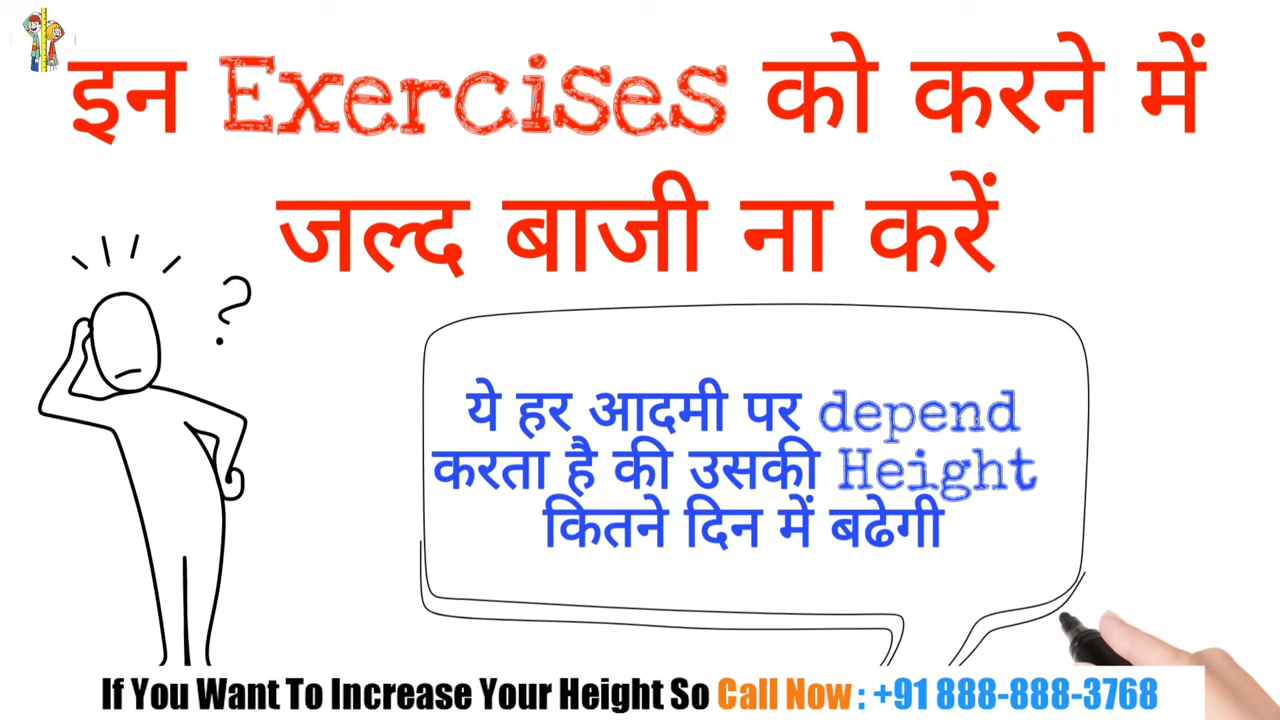 इन Exercises को करने में
जल्द बाजी ना करें
?
ये हर आदमी पर depend
करता है की उसकी Height
कितने दिन में बढेगी
If You Want To Increase Your Height So Call Now : +91 888-888-3768